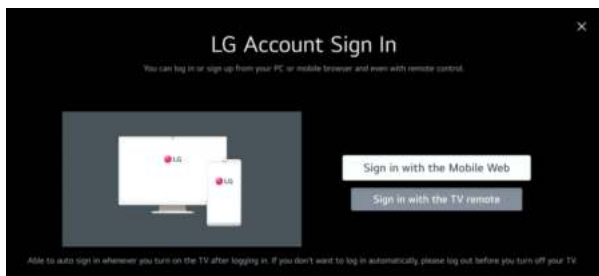 LG Account Sign In
You can log in or sign up from your PC or mobile browser and even with remote control.
LG
LG
Sign in with the Mobile Web
Sign in with the TV remote
Able to auto sign in whenever you turn on the TV after logging in. If you don't want to log in automatically, please log out before you turn off your TV.